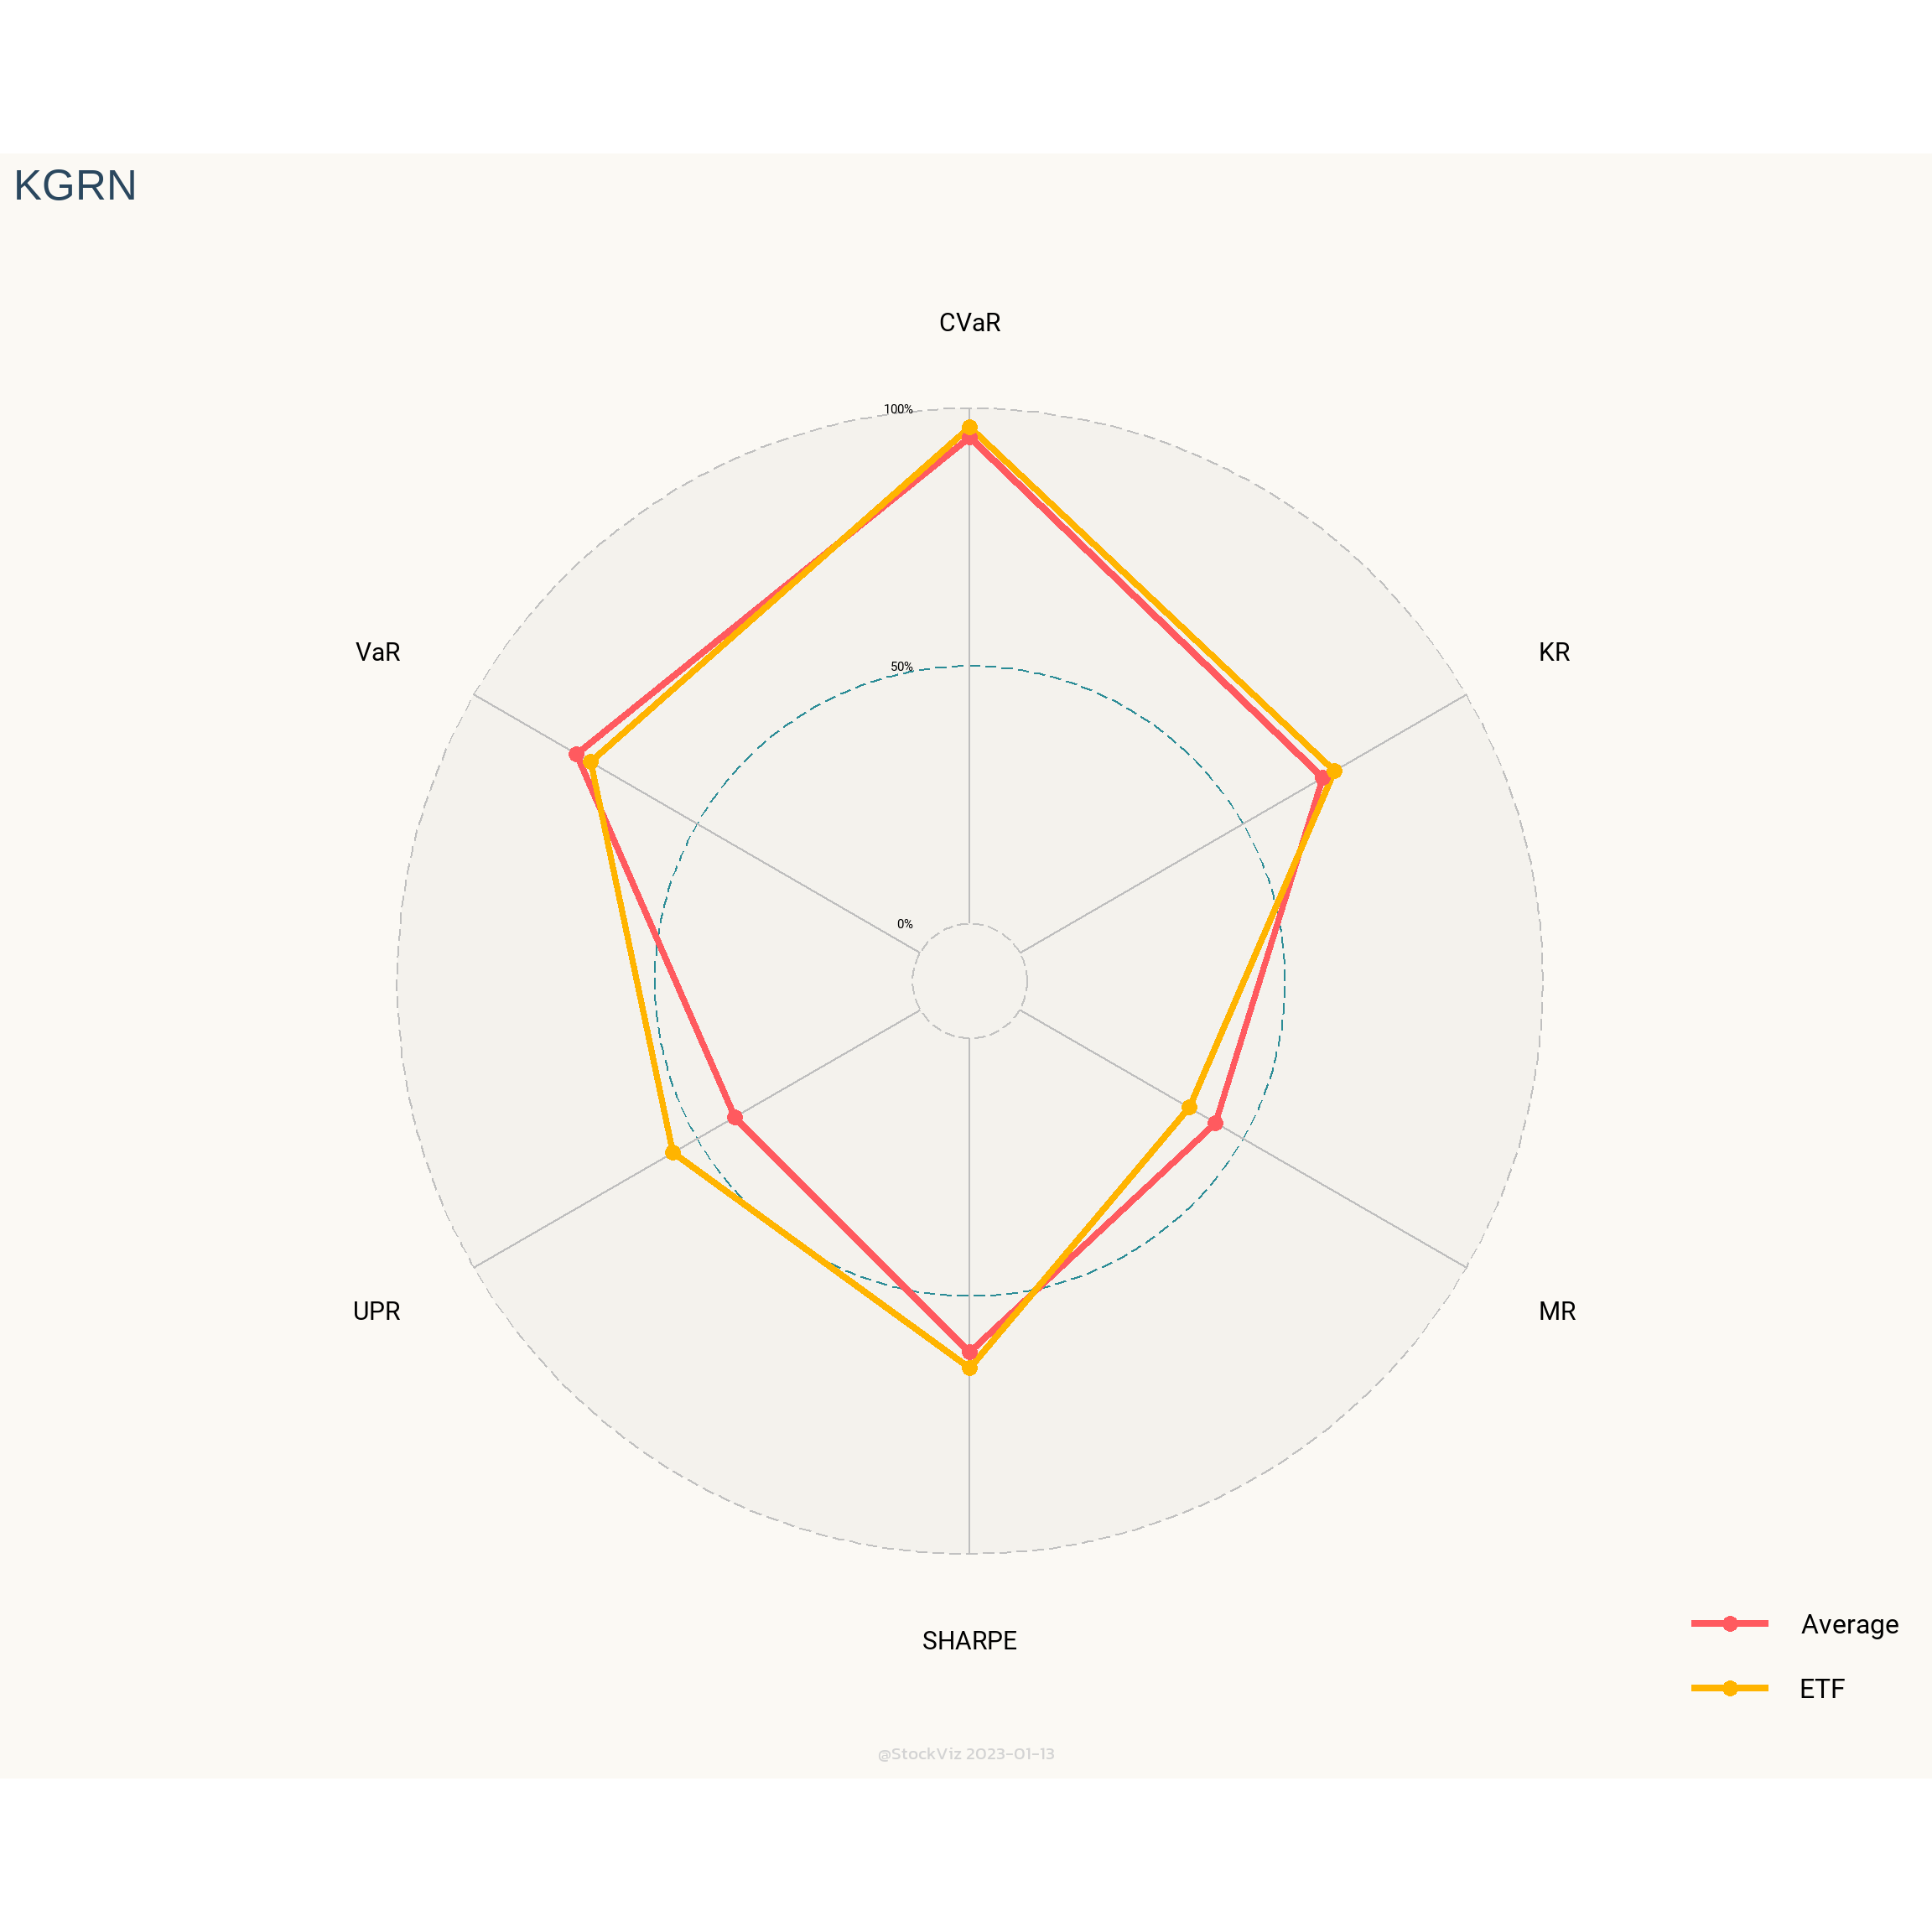 KGRN
CVaR
100%
KR
VaR
50%
0%
UPR
MR
SHARPE
Average
ETF
@StockViz 2023-01-13